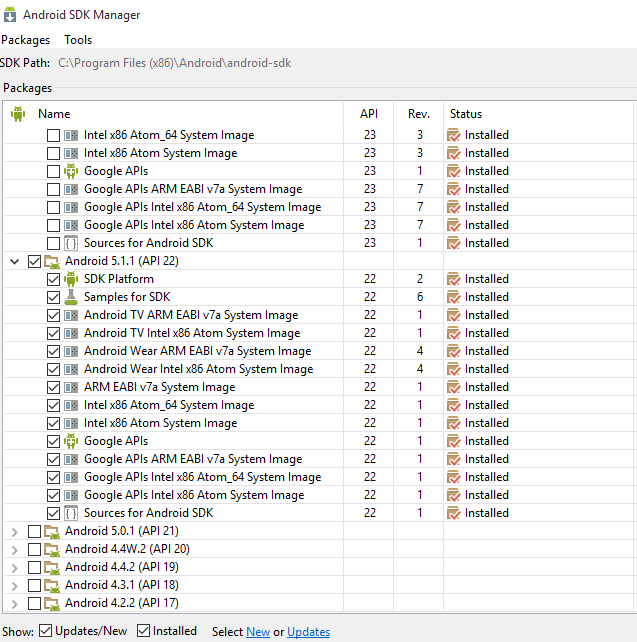 Android SDK Manager
Packages Tools
SDK Path: C:\Program Files (x86)\Android\android-sdk
Packages
Name API Rev. Status
Intel x86 Atom_64 System Image 23 3 Installed
Intel x86 Atom System Image 23 3 Installed
Google APIs 23 1 Installed
Google APIs ARM EABI v7a System Image 23 7 Installed
Google APIs Intel x86 Atom_64 System Image 23 7 Installed
Google APIs Intel x86 Atom System Image 23 7 Installed
Sources for Android SDK 23 1 Installed
Android 5.1.1 (API 22)
SDK Platform 22 2 Installed
Samples for SDK 22 6 Installed
Android TV ARM EABI v7a System Image 22 1 Installed
Android TV Intel x86 Atom System Image 22 1 Installed
Android Wear ARM EABI v7a System Image 22 4 Installed
Android Wear Intel x86 Atom System Image 22 4 Installed
ARM EABI v7a System Image 22 1 Installed
Intel x86 Atom_64 System Image 22 1 Installed
Intel x86 Atom System Image 22 1 Installed
Google APIs 22 1 Installed
Google APIs ARM EABI v7a System Image 22 1 Installed
Google APIs Intel x86 Atom_64 System Image 22 1 Installed
Google APIs Intel x86 Atom System Image 22 1 Installed
Sources for Android SDK 22 1 Installed
Android 5.0.1 (API 21)
Android 4.4W.2 (API 20)
Android 4.4.2 (API 19)
Android 4.3.1 (API 18)
Android 4.2.2 (API 17)
Show: Updates/New Installed Select New or Updates